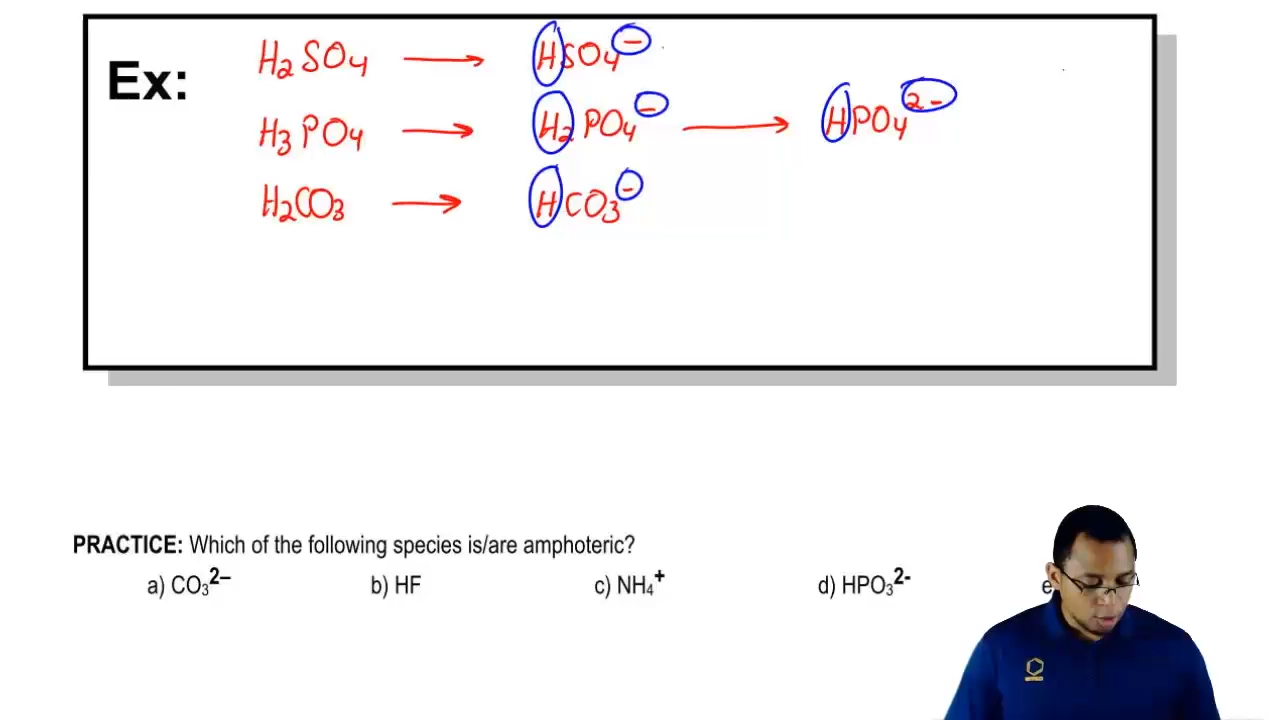 Ex:
H₂SO₄ → HSO₄⁻
H₃PO₄ → H₂PO₄⁻ → HPO₄²⁻
H₂CO₃ → HCO₃⁻
PRACTICE: Which of the following species is/are amphoteric?
a) CO₃²⁻ b) HF c) NH₄⁺ d) HPO₃²⁻ e